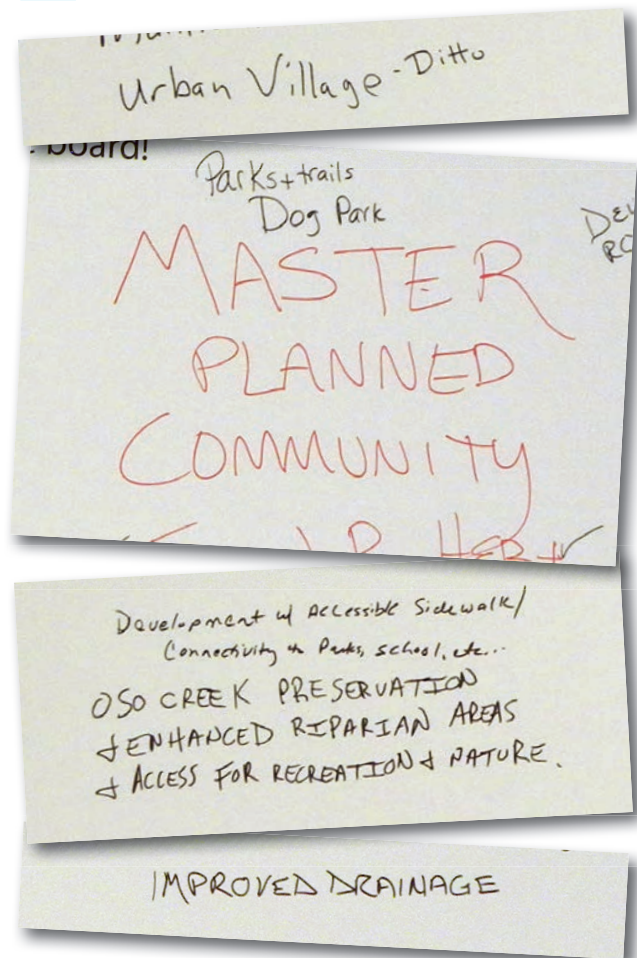 Urban Village - Ditto
board!
Parks + trails
Dog Park
MASTER
PLANNED
COMMUNITY
Development w/ Accessible Sidewalk/
Connectivity to Parks, school, etc...
OSO CREEK PRESERVATION
& ENHANCED RIPARIAN AREAS
& ACCESS FOR RECREATION & NATURE.
IMPROVED DRAINAGE